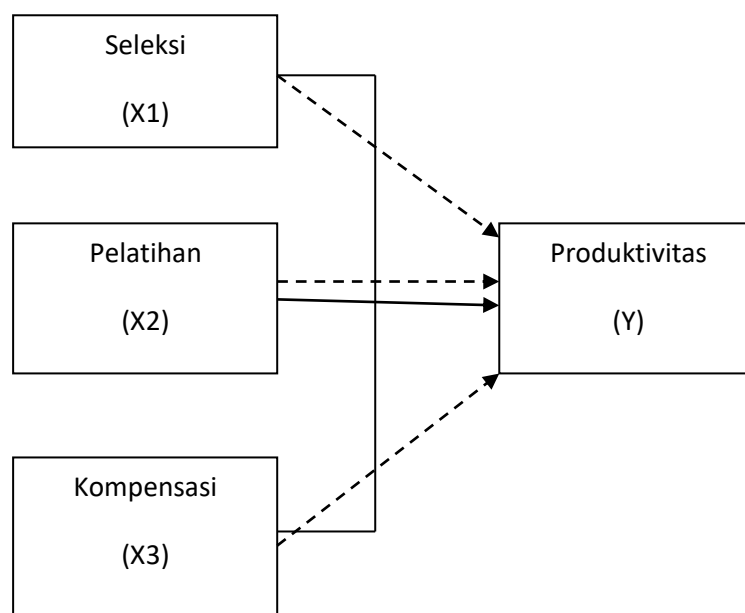 Seleksi
(X1)
Pelatihan
(X2)
Produktivitas
(Y)
Kompensasi
(X3)